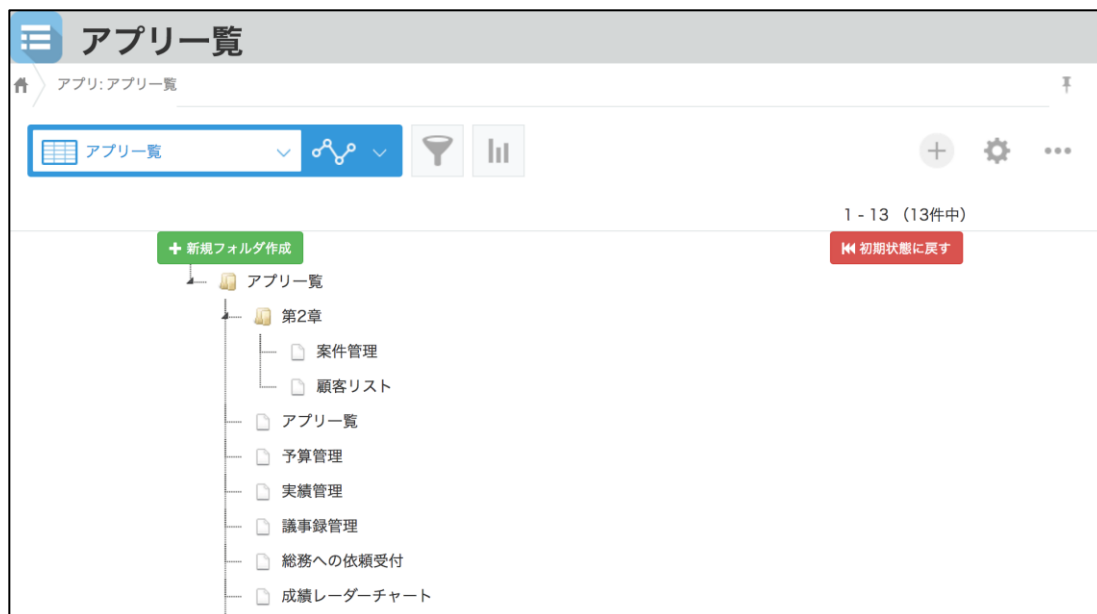 アプリ一覧
アプリ: アプリ一覧
アプリ一覧
1 - 13 （13件中）
新規フォルダ作成
初期状態に戻す
アプリ一覧
第2章
案件管理
顧客リスト
アプリ一覧
予算管理
実績管理
議事録管理
総務への依頼受付
成績レーダーチャート